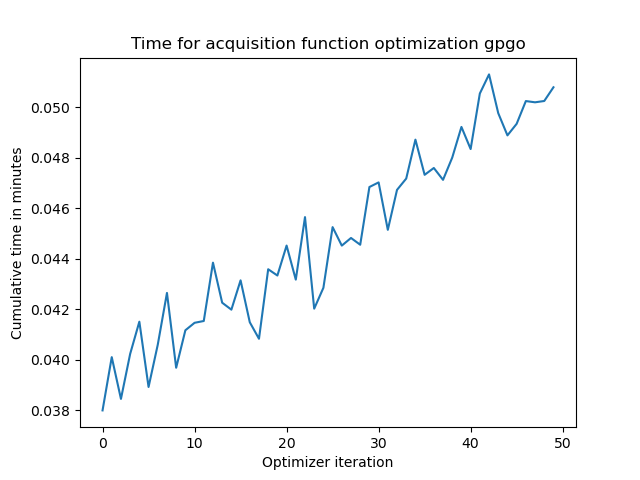 Time for acquisition function optimization gpgo
0.050
0.048
0.046
0.044
0.042
0.040
0.038
Cumulative time in minutes
0 10 20 30 40 50
Optimizer iteration